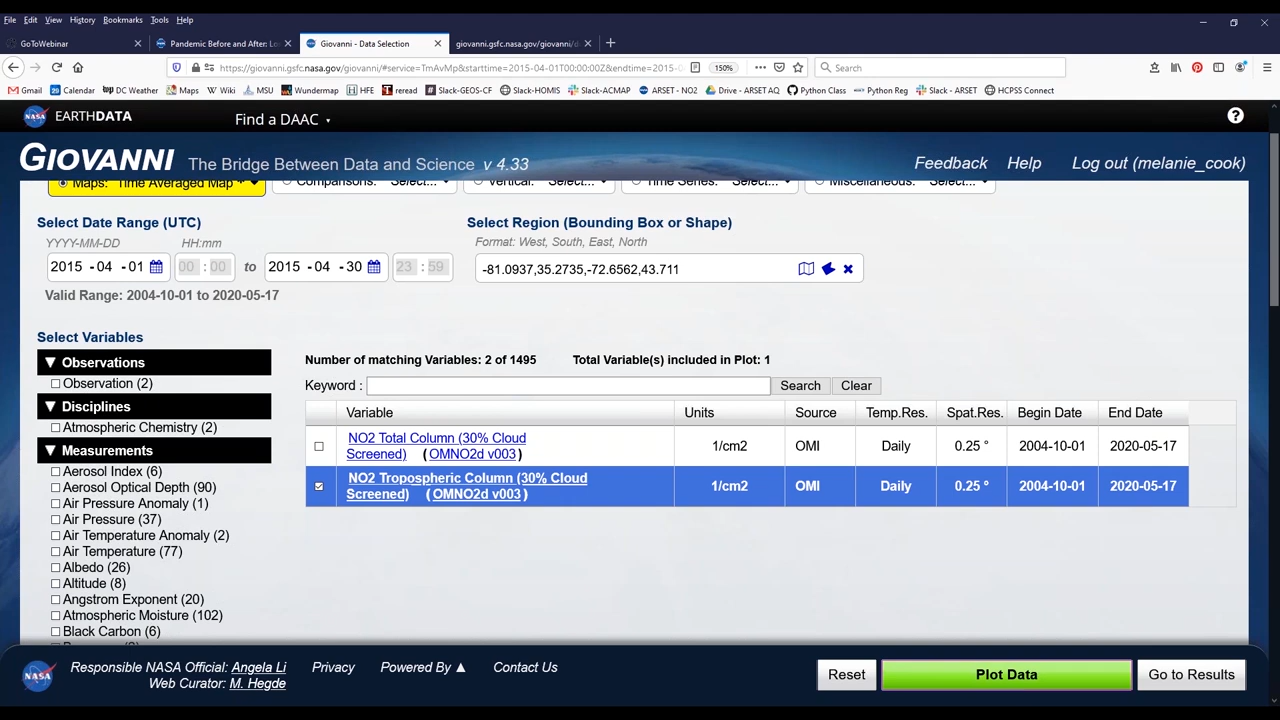 File Edit View History Bookmarks Tools Help
GoToWebinar × Pandemic Before and After: Lo × Giovanni - Data Selection × giovanni.gsfc.nasa.gov/giovanni/d × +
https://giovanni.gsfc.nasa.gov/giovanni/#service=TmAvMp&starttime=2015-04-01T00:00:00Z&endtime=2015-0 150% Search
Gmail Calendar DC Weather Maps Wiki MSU Wundermap HFE reread Slack-GEOS-CF Slack-HOMIS Slack-ACMAP ARSET - NO2 Drive - ARSET AQ Python Class Python Reg Slack - ARSET HCPSS Connect
NASA EARTHDATA Find a DAAC ?
GIOVANNI The Bridge Between Data and Science v 4.33 Feedback Help Log out (melanie_cook)
Maps: Time Averaged Map Comparisons: Select... Vertical: Select... Time Series: Select... Miscellaneous: Select...
Select Date Range (UTC) Select Region (Bounding Box or Shape)
YYYY-MM-DD HH:mm Format: West, South, East, North
2015 - 04 - 01 00 : 00 to 2015 - 04 - 30 23 : 59 -81.0937,35.2735,-72.6562,43.711
Valid Range: 2004-10-01 to 2020-05-17
Select Variables
Observations
Observation (2)
Disciplines
Atmospheric Chemistry (2)
Measurements
Aerosol Index (6)
Aerosol Optical Depth (90)
Air Pressure Anomaly (1)
Air Pressure (37)
Air Temperature Anomaly (2)
Air Temperature (77)
Albedo (26)
Altitude (8)
Angstrom Exponent (20)
Atmospheric Moisture (102)
Black Carbon (6)
Number of matching Variables: 2 of 1495 Total Variable(s) included in Plot: 1
Keyword : Search Clear
Variable Units Source Temp.Res. Spat.Res. Begin Date End Date
NO2 Total Column (30% Cloud
Screened) (OMNO2d v003) 1/cm2 OMI Daily 0.25 ° 2004-10-01 2020-05-17
NO2 Tropospheric Column (30% Cloud
Screened) (OMNO2d v003) 1/cm2 OMI Daily 0.25 ° 2004-10-01 2020-05-17
NASA Responsible NASA Official: Angela Li Privacy Powered By ▲ Contact Us
Web Curator: M. Hegde
Reset Plot Data Go to Results